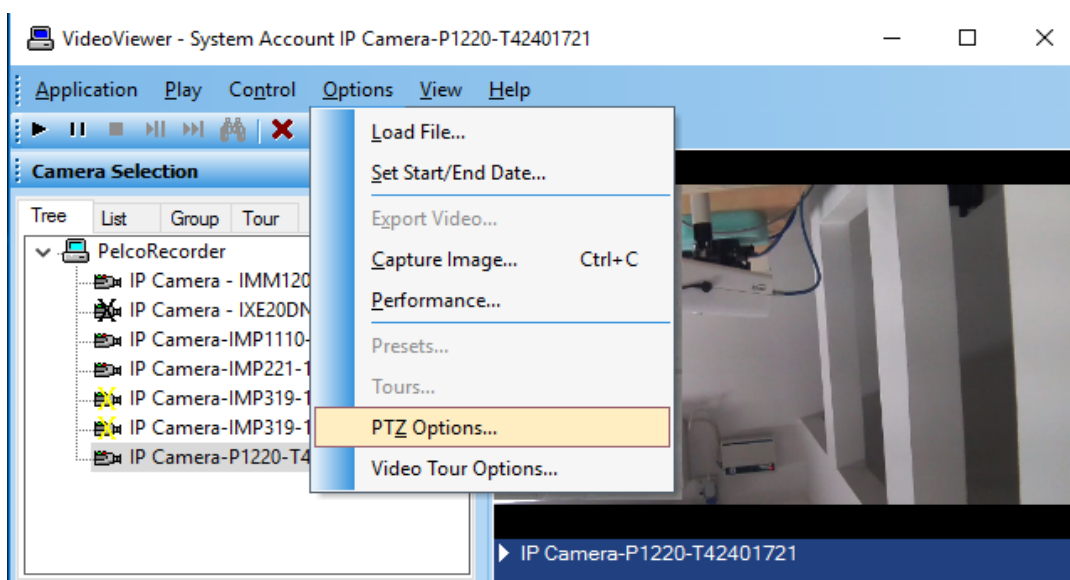 VideoViewer - System Account IP Camera-P1220-T42401721
Application Play Control Options View Help
Camera Selection
Tree List Group Tour
PelcoRecorder
IP Camera - IMM120
IP Camera - IXE20DN
IP Camera-IMP1110-
IP Camera-IMP221-1
IP Camera-IMP319-1
IP Camera-IMP319-1
IP Camera-P1220-T4
Load File...
Set Start/End Date...
Export Video...
Capture Image... Ctrl+C
Performance...
Presets...
Tours...
PTZ Options...
Video Tour Options...
IP Camera-P1220-T42401721